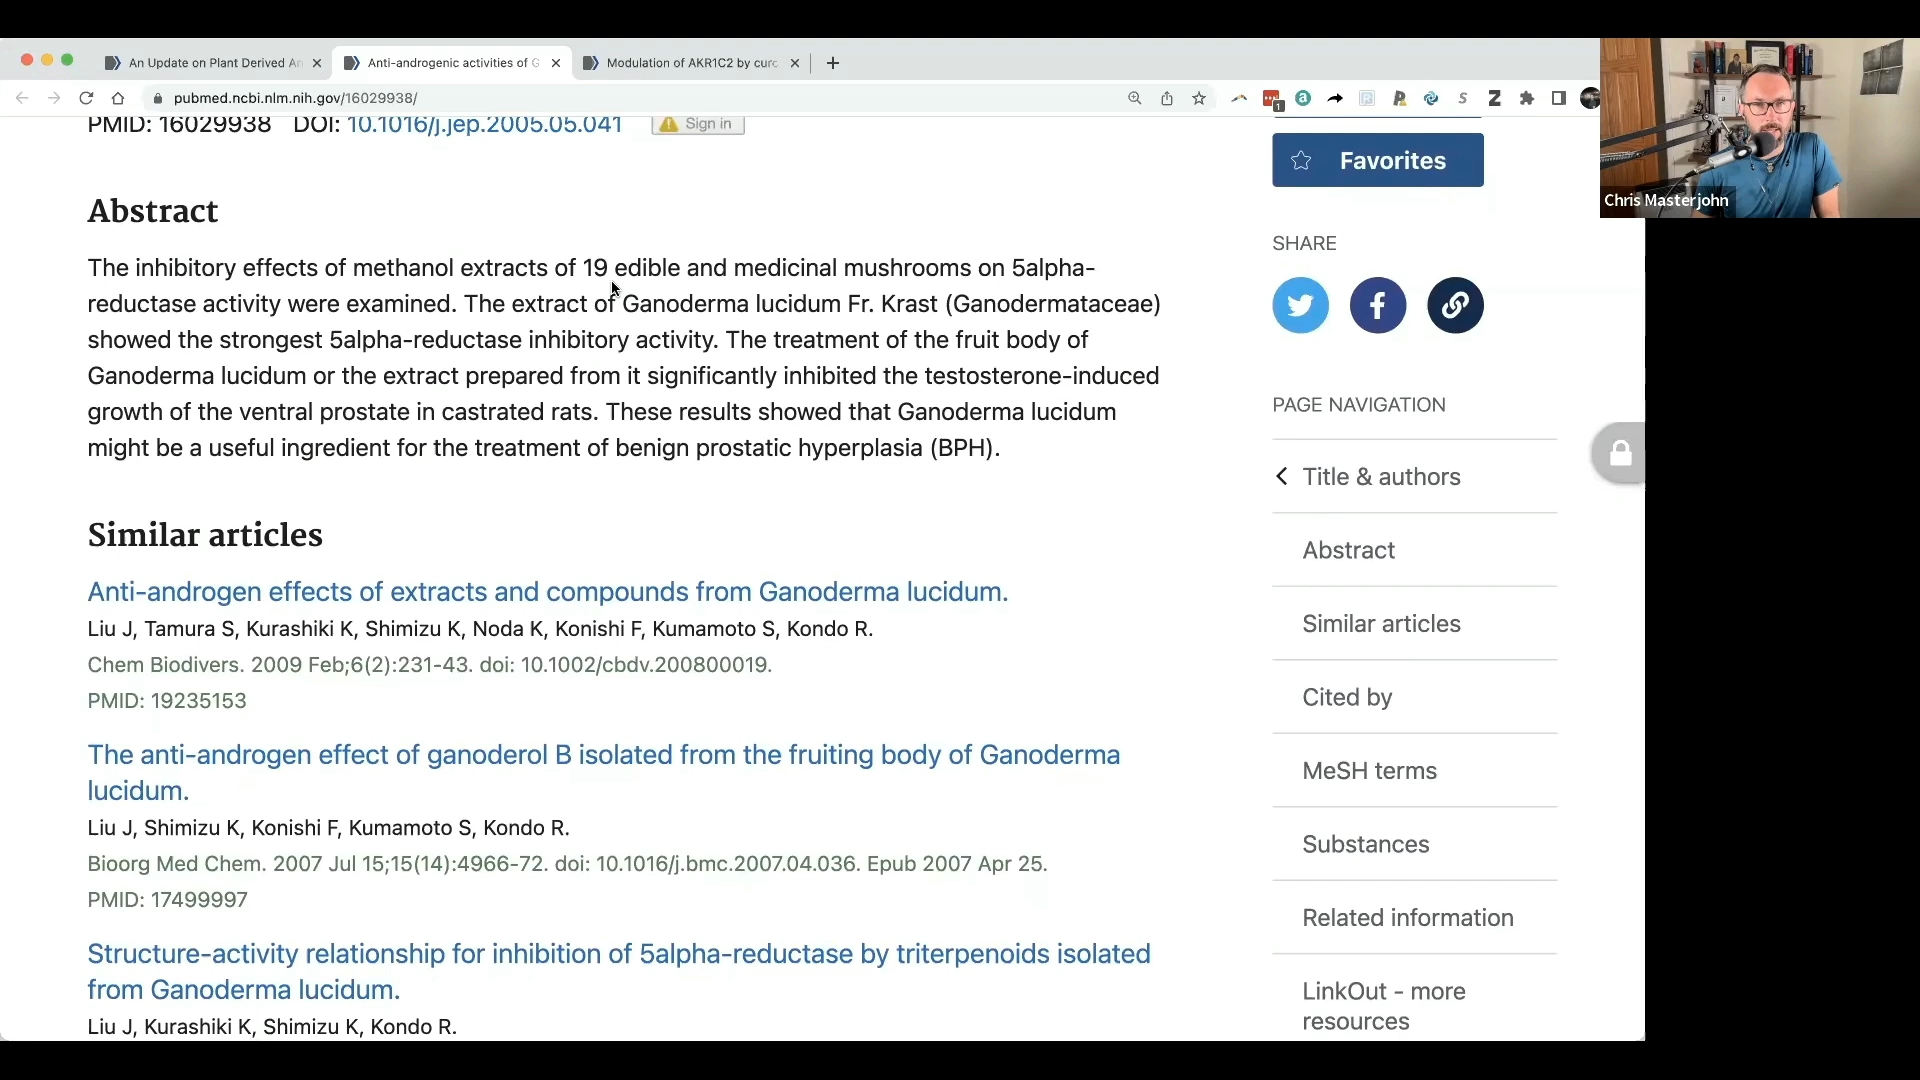 An Update on Plant Derived An
Anti-androgenic activities of G
Modulation of AKR1C2 by curc
pubmed.ncbi.nlm.nih.gov/16029938/
Chris Masterjohn
PMID: 16029938 DOI: 10.1016/j.jep.2005.05.041 Sign in
Abstract
The inhibitory effects of methanol extracts of 19 edible and medicinal mushrooms on 5alpha-
reductase activity were examined. The extract of Ganoderma lucidum Fr. Krast (Ganodermataceae)
showed the strongest 5alpha-reductase inhibitory activity. The treatment of the fruit body of
Ganoderma lucidum or the extract prepared from it significantly inhibited the testosterone-induced
growth of the ventral prostate in castrated rats. These results showed that Ganoderma lucidum
might be a useful ingredient for the treatment of benign prostatic hyperplasia (BPH).
Similar articles
Anti-androgen effects of extracts and compounds from Ganoderma lucidum.
Liu J, Tamura S, Kurashiki K, Shimizu K, Noda K, Konishi F, Kumamoto S, Kondo R.
Chem Biodivers. 2009 Feb;6(2):231-43. doi: 10.1002/cbdv.200800019.
PMID: 19235153
The anti-androgen effect of ganoderol B isolated from the fruiting body of Ganoderma
lucidum.
Liu J, Shimizu K, Konishi F, Kumamoto S, Kondo R.
Bioorg Med Chem. 2007 Jul 15;15(14):4966-72. doi: 10.1016/j.bmc.2007.04.036. Epub 2007 Apr 25.
PMID: 17499997
Structure-activity relationship for inhibition of 5alpha-reductase by triterpenoids isolated
from Ganoderma lucidum.
Liu J, Kurashiki K, Shimizu K, Kondo R.
Favorites
SHARE
PAGE NAVIGATION
Title & authors
Abstract
Similar articles
Cited by
MeSH terms
Substances
Related information
LinkOut - more
resources